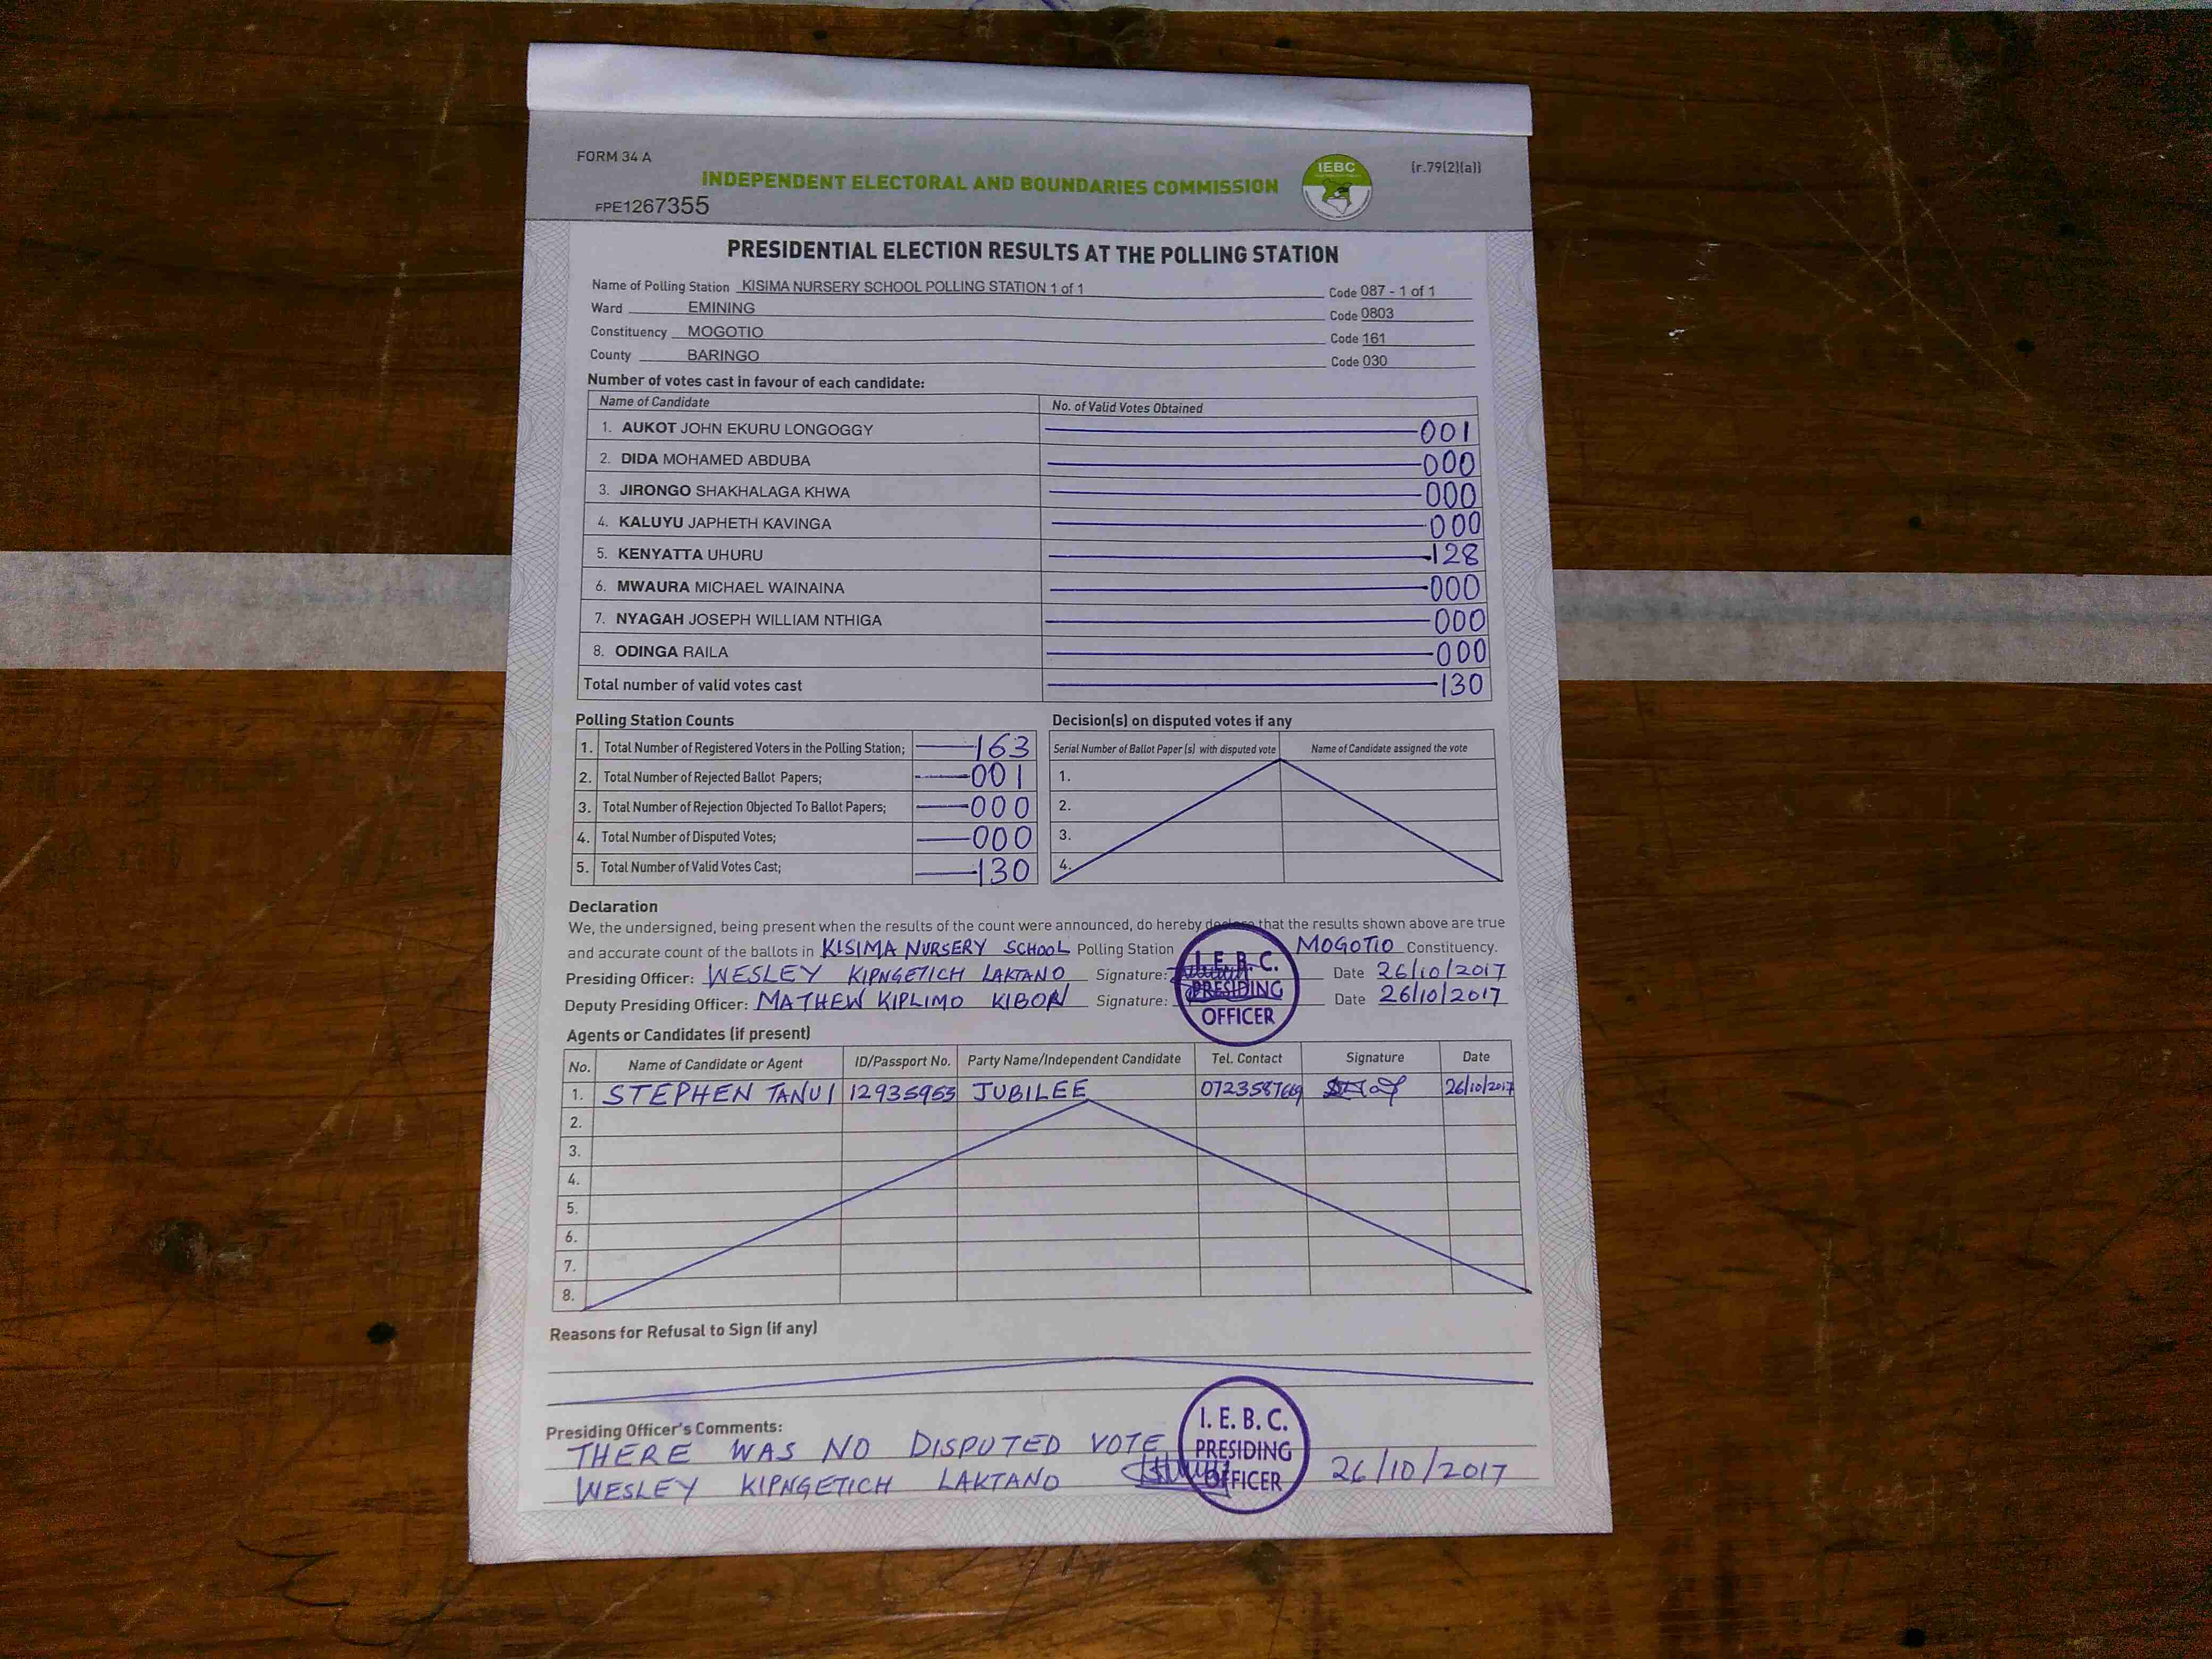 FORM 34 A
INDEPENDENT ELECTORAL AND BOUNDARIES COMMISSION
IEBC
(r.79(2)(a))
FPE1267355
PRESIDENTIAL ELECTION RESULTS AT THE POLLING STATION
Name of Polling Station KISIMA NURSERY SCHOOL POLLING STATION 1 of 1 Code 087 - 1 of 1
Ward EMINING Code 0803
Constituency MOGOTIO Code 161
County BARINGO Code 030
Number of votes cast in favour of each candidate:
Name of Candidate No. of Valid Votes Obtained
1. AUKOT JOHN EKURU LONGOGGY 001
2. DIDA MOHAMED ABDUBA 000
3. JIRONGO SHAKHALAGA KHWA 000
4. KALUYU JAPHETH KAVINGA 000
5. KENYATTA UHURU 128
6. MWAURA MICHAEL WAINAINA 000
7. NYAGAH JOSEPH WILLIAM NTHIGA 000
8. ODINGA RAILA 000
Total number of valid votes cast 130
Polling Station Counts
1. Total Number of Registered Voters in the Polling Station; 163
2. Total Number of Rejected Ballot Papers; 001
3. Total Number of Rejection Objected To Ballot Papers; 000
4. Total Number of Disputed Votes; 000
5. Total Number of Valid Votes Cast; 130
Decision(s) on disputed votes if any
Serial Number of Ballot Paper (s) with disputed vote Name of Candidate assigned the vote
1.
2.
3.
4.
Declaration
We, the undersigned, being present when the results of the count were announced, do hereby declare that the results shown above are true
and accurate count of the ballots in KISIMA NURSERY SCHOOL Polling Station MOGOTIO Constituency.
Presiding Officer: WESLEY KIPNGETICH LAKTANO Signature: Date 26/10/2017
Deputy Presiding Officer: MATHEW KIPLIMO KIBON Signature: Date 26/10/2017
I.E.B.C.
PRESIDING
OFFICER
Agents or Candidates (if present)
No. Name of Candidate or Agent ID/Passport No. Party Name/Independent Candidate Tel. Contact Signature Date
1. STEPHEN TANUI 12935953 JUBILEE 0723587669 26/10/2017
2.
3.
4.
5.
6.
7.
8.
Reasons for Refusal to Sign (if any)
Presiding Officer's Comments:
THERE WAS NO DISPUTED VOTE
WESLEY KIPNGETICH LAKTANO 26/10/2017
I. E. B. C.
PRESIDING
OFFICER